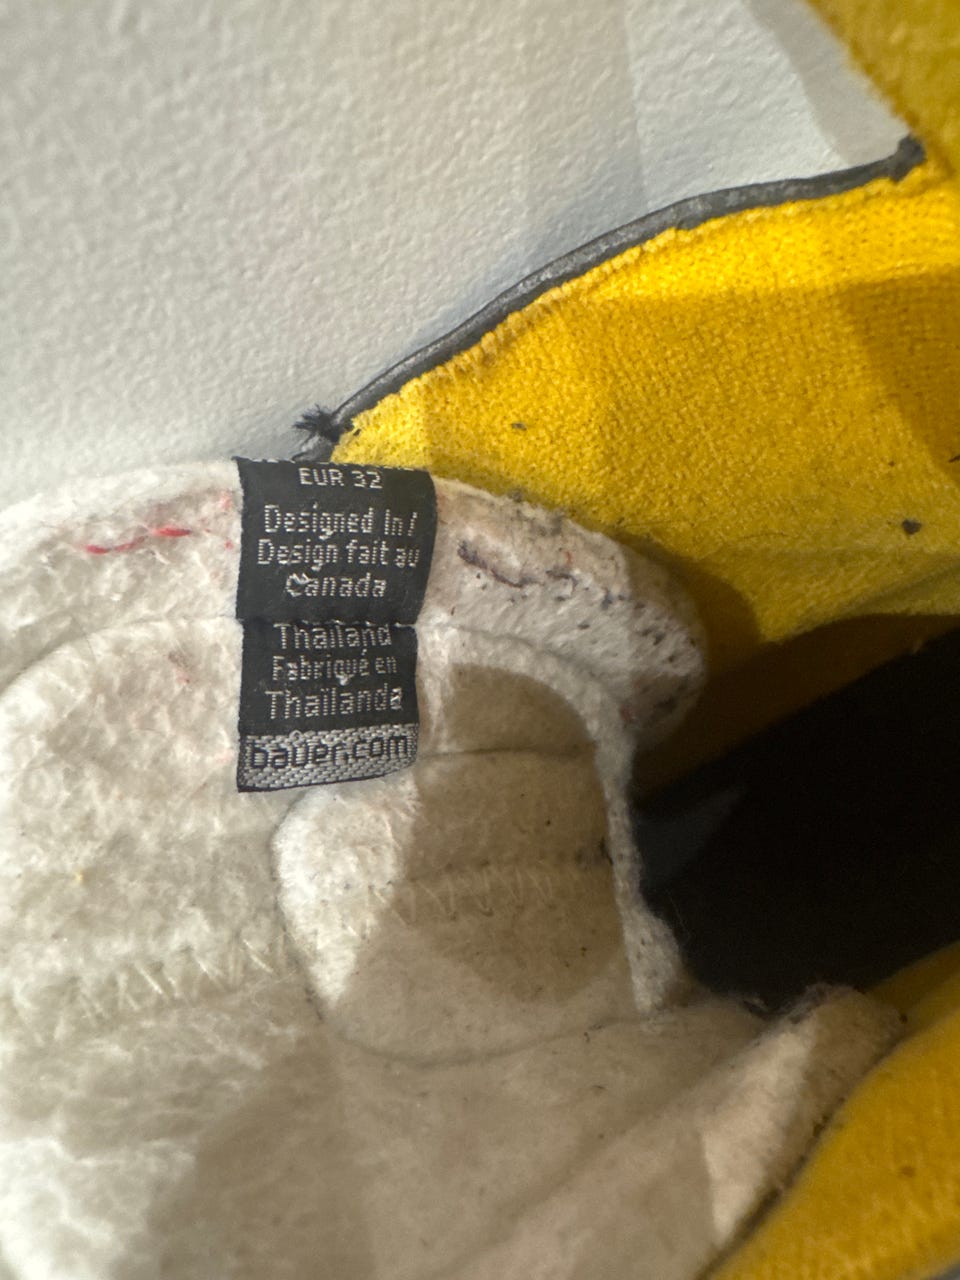 EUR 32
Designed in/
Design fait au
Canada
Thailand
Fabriqué en
Thaïlande
bauer.com